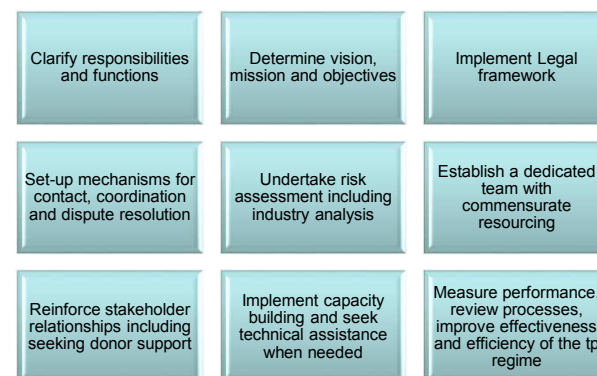 Clarify responsibilities
and functions
Determine vision,
mission and objectives
Implement Legal
framework
Set-up mechanisms for
contact, coordination
and dispute resolution
Undertake risk
assessment including
industry analysis
Establish a dedicated
team with
commensurate
resourcing
Reinforce stakeholder
relationships including
seeking donor support
Implement capacity
building and seek
technical assistance
when needed
Measure performance
review processes,
improve effectiveness
and efficiency of the tp
regime